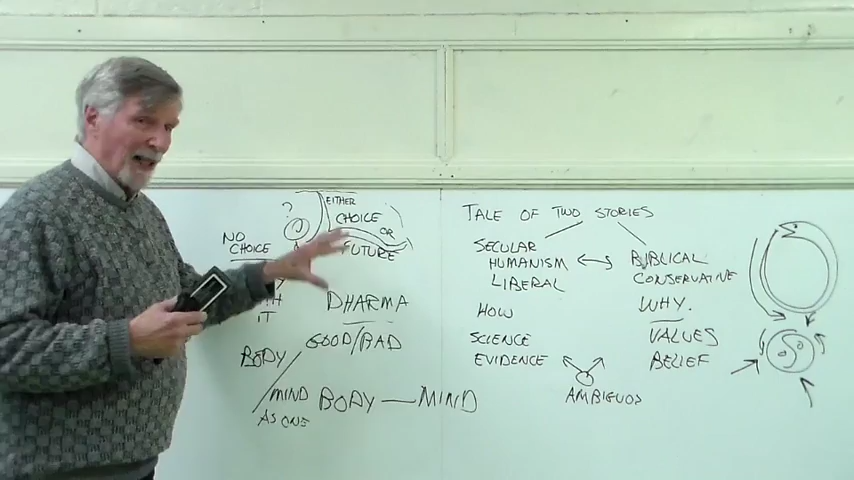 ?
NO
CHOICE
IT
BODY
MIND
AS ONE
EITHER
CHOICE
OR
FUTURE
DHARMA
GOOD/BAD
BODY — MIND
TALE OF TWO STORIES
SECULAR
HUMANISM
LIBERAL
HOW
SCIENCE
EVIDENCE
BIBLICAL
CONSERVATIVE
WHY.
VALUES
BELIEF
AMBIGUOS